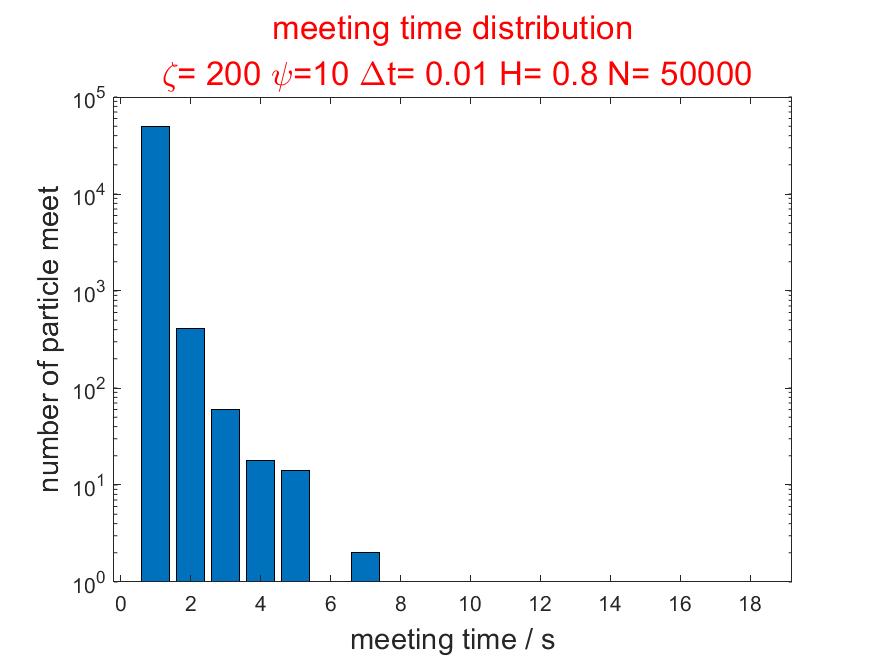 meeting time distribution
ζ= 200 ψ=10 Δt= 0.01 H= 0.8 N= 50000
number of particle meet
10^5
10^4
10^3
10^2
10^1
10^0
0 2 4 6 8 10 12 14 16 18
meeting time / s